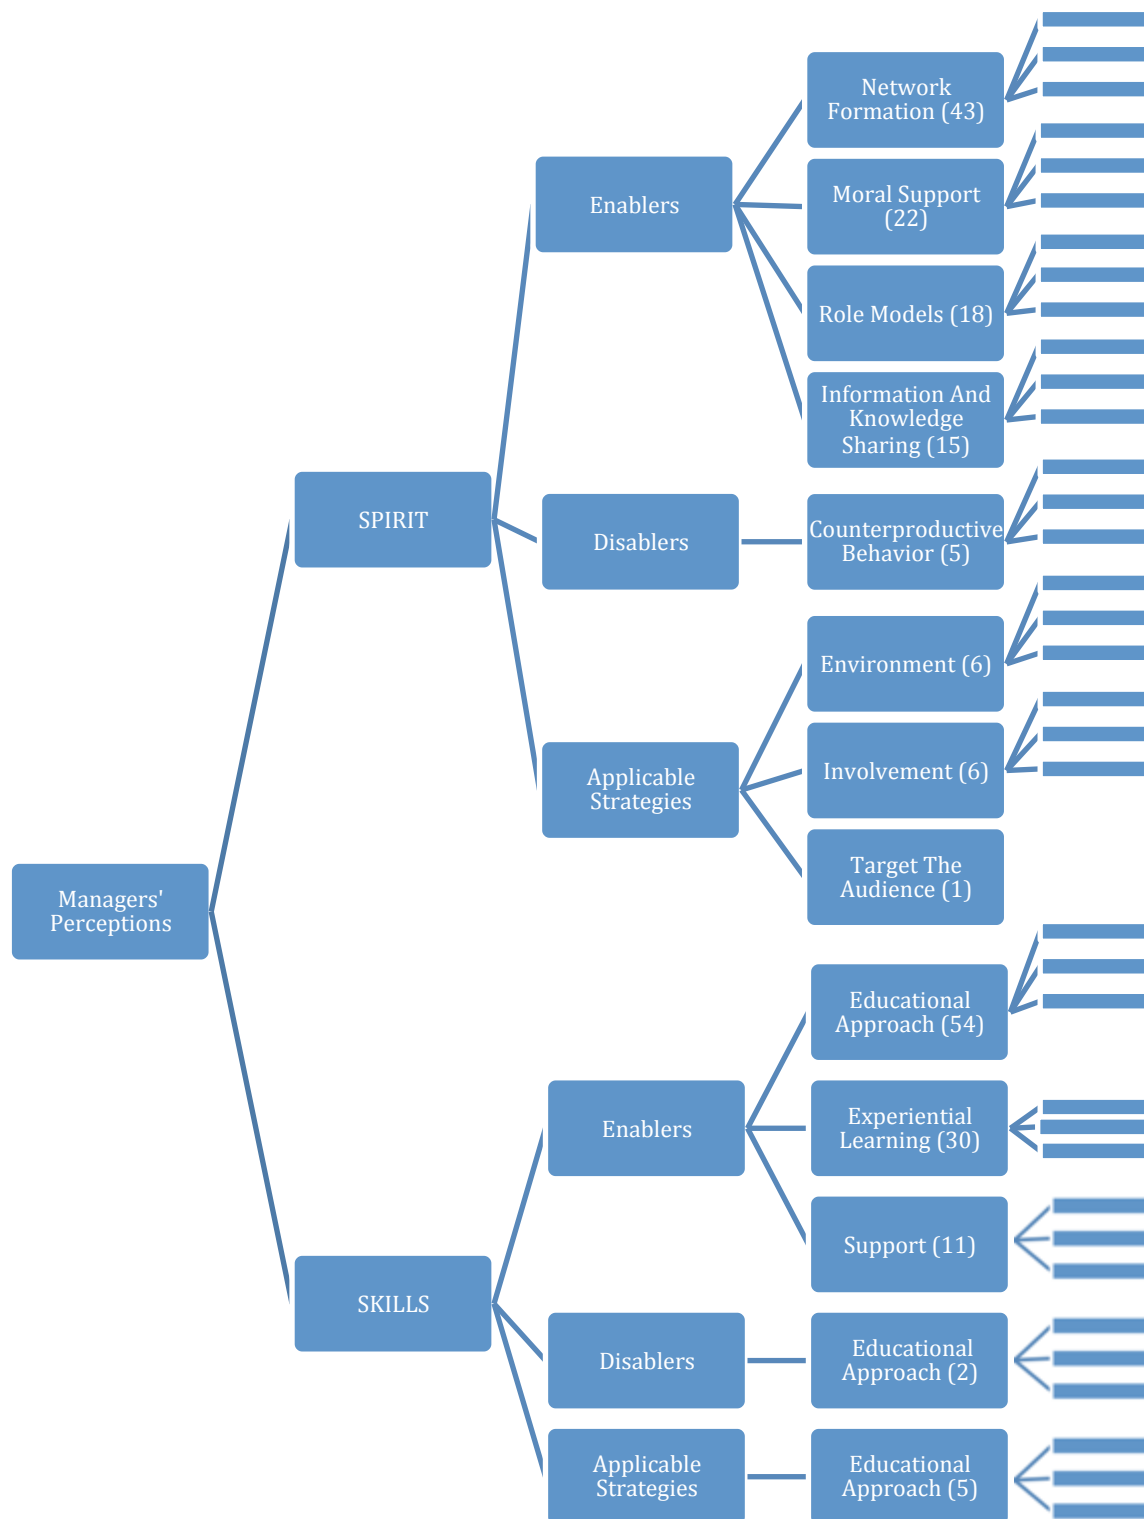 Managers'
Perceptions
SPIRIT
Enablers
Network
Formation (43)
Moral Support
(22)
Role Models (18)
Information And
Knowledge
Sharing (15)
Disablers
Counterproductive
Behavior (5)
Applicable
Strategies
Environment (6)
Involvement (6)
Target The
Audience (1)
SKILLS
Enablers
Educational
Approach (54)
Experiential
Learning (30)
Support (11)
Disablers
Educational
Approach (2)
Applicable
Strategies
Educational
Approach (5)